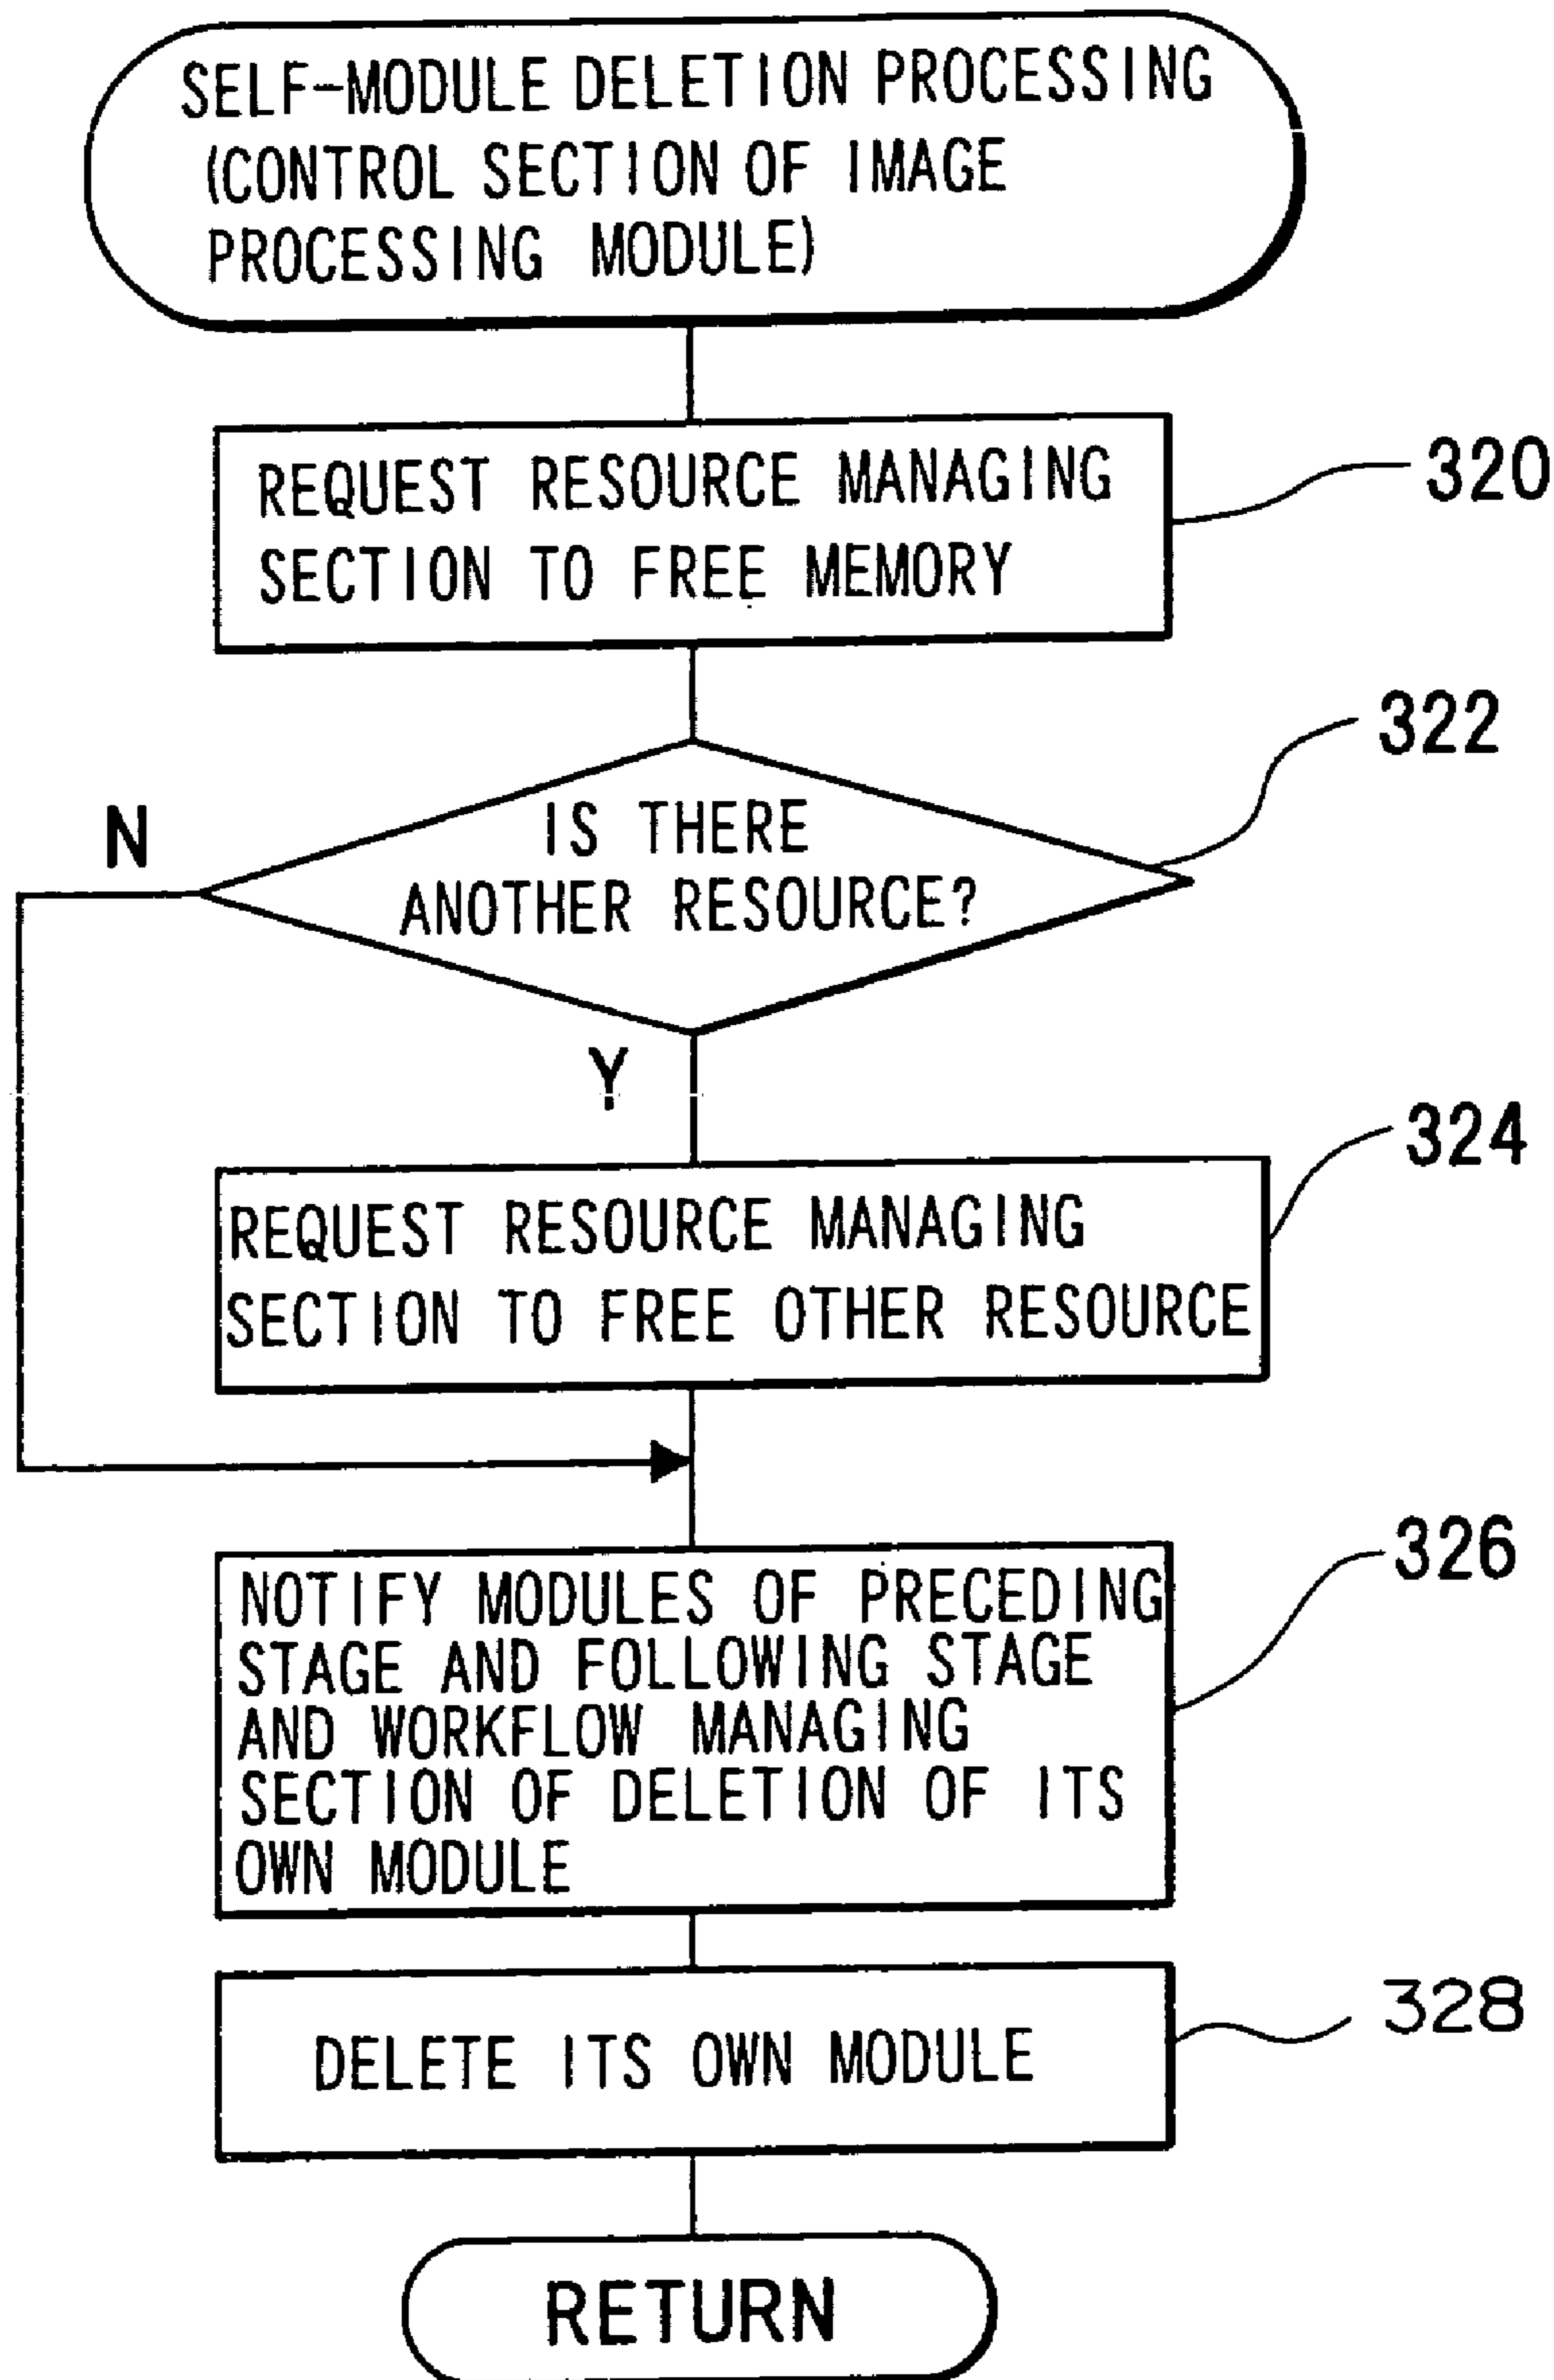 SELF-MODULE DELETION PROCESSING
(CONTROL SECTION OF IMAGE
PROCESSING MODULE)
REQUEST RESOURCE MANAGING
SECTION TO FREE MEMORY
320
322
IS THERE
ANOTHER RESOURCE?
N
Y
324
REQUEST RESOURCE MANAGING
SECTION TO FREE OTHER RESOURCE
326
NOTIFY MODULES OF PRECEDING
STAGE AND FOLLOWING STAGE
AND WORKFLOW MANAGING
SECTION OF DELETION OF ITS
OWN MODULE
328
DELETE ITS OWN MODULE
RETURN